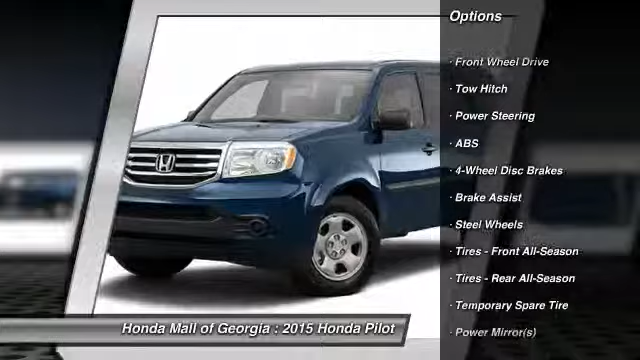 Options
· Front Wheel Drive
· Tow Hitch
· Power Steering
· ABS
· 4-Wheel Disc Brakes
· Brake Assist
· Steel Wheels
· Tires - Front All-Season
· Tires - Rear All-Season
· Temporary Spare Tire
· Power Mirror(s)
Honda Mall of Georgia : 2015 Honda Pilot